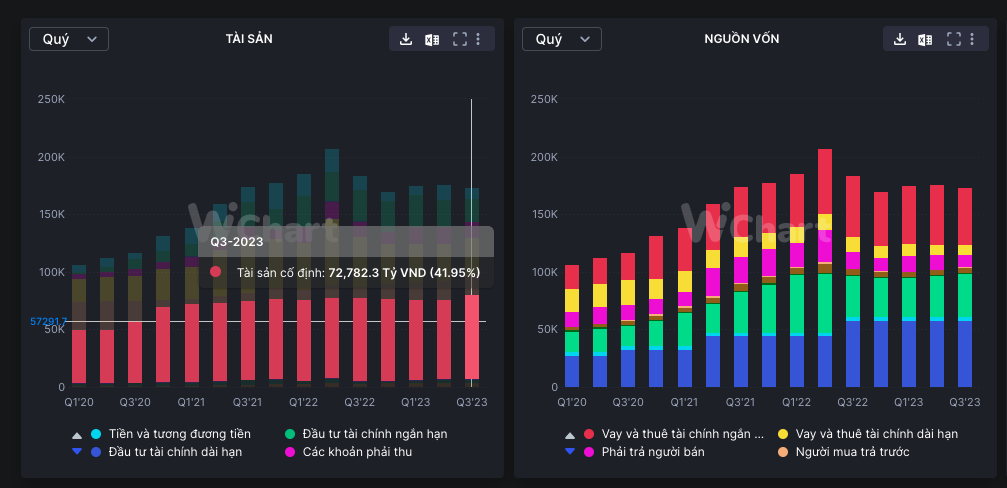 Quý
TÀI SẢN
250K
200K
150K
100K
50K
0
572917
WiChart
Q3-2023
Tài sản cố định: 72,782.3 Tỷ VND (41.95%)
Q1'20
Q3'20
Q1'21
Q3'21
Q1'22
Q3'22
Q1'23
Q3'23
Tiền và tương đương tiền
Đầu tư tài chính ngắn hạn
Đầu tư tài chính dài hạn
Các khoản phải thu
Quý
NGUỒN VỐN
250K
200K
150K
100K
50K
0
WiChart
Q1'20
Q3'20
Q1'21
Q3'21
Q1'22
Q3'22
Q1'23
Q3'23
Vay và thuê tài chính ngắn ...
Vay và thuê tài chính dài hạn
Phải trả người bán
Người mua trả trước